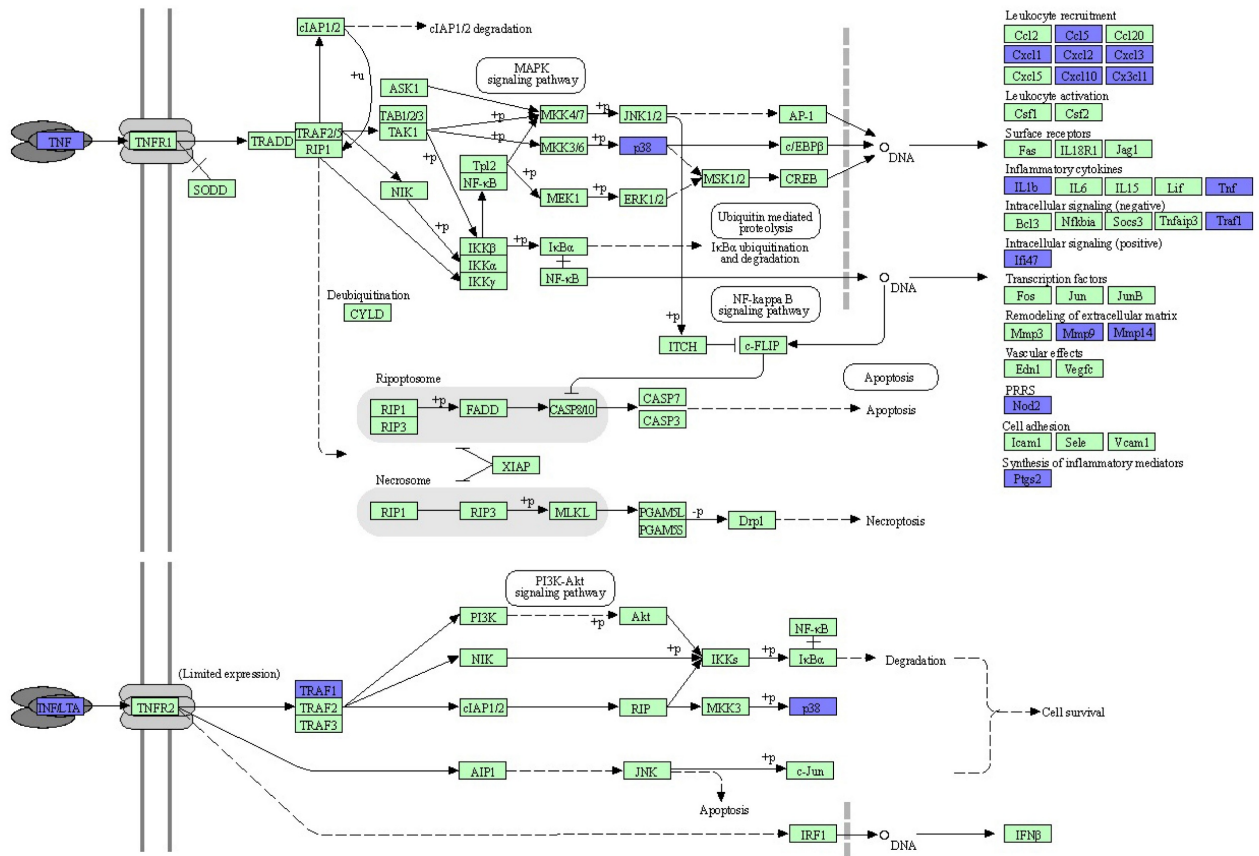 cIAP1/2
cIAP1/2 degradation
+u
MAPK
signaling pathway
ASK1
TNF
TNFR1
SODD
TRADD
TRAF2/5
RIP1
TAB1/2/3
TAK1
+p
+p
+p
MKK4/7
+p
JNK1/2
AP-1
MKK3/6
+p
p38
c/EBPβ
DNA
Tpl2
NF-κB
MSK1/2
CREB
NIK
MEK1
+p
ERK1/2
+p
Ubiquitin mediated
proteolysis
IKKβ
IKKα
IKKγ
+p
IκBα
NF-κB
IκBα ubiquitination
and degradation
DNA
Deubiquitination
CYLD
NF-kappa B
signaling pathway
+p
ITCH
c-FLIP
Apoptosis
Ripoptosome
RIP1
RIP3
+p
FADD
CASP8/10
CASP7
CASP3
Apoptosis
XIAP
Necrosome
RIP1
RIP3
+p
MLKL
PGAM5L
PGAM5S
-p
Drp1
Necroptosis
Leukocyte recruitment
Ccl2 Ccl5 Ccl20
Cxcl1 Cxcl2 Cxcl3
Cxcl5 Cxcl10 Cx3cl1
Leukocyte activation
Csf1 Csf2
Surface receptors
Fas IL18R1 Jag1
Inflammatory cytokines
IL1b IL6 IL15 Lif Tnf
Intracellular signaling (negative)
Bcl3 Nfkbia Socs3 Tnfaip3 Traf1
Intracellular signaling (positive)
Ifi47
Transcription factors
Fos Jun JunB
Remodeling of extracellular matrix
Mmp3 Mmp9 Mmp14
Vascular effects
Edn1 Vegfc
PRRS
Nod2
Cell adhesion
Icam1 Sele Vcam1
Synthesis of inflammatory mediators
Ptgs2
PI3K-Akt
signaling pathway
PI3K
+p
Akt
NF-κB
(Limited expression)
NIK
+p
IKKs
+p
IκBα
Degradation
TNF/LTA
TNFR2
TRAF1
TRAF2
TRAF3
cIAP1/2
RIP
MKK3
+p
p38
Cell survival
AIP1
JNK
+p
c-Jun
Apoptosis
IRF1
DNA
IFNβ